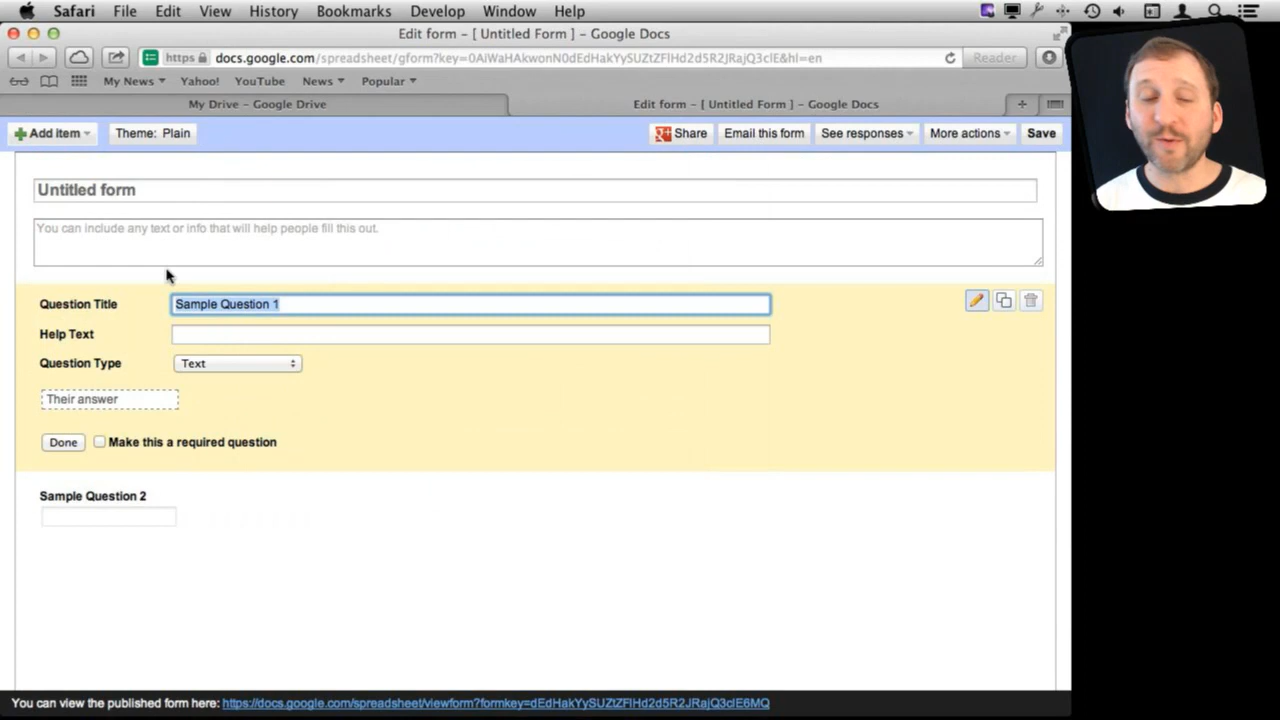 Safari File Edit View History Bookmarks Develop Window Help
Edit form - [ Untitled Form ] - Google Docs
https docs.google.com/spreadsheet/gform?key=0AiWaHAkwonN0dEdHakYySUZtZFlHd2d5R2JRajQ3clE&hl=en Reader
My News Yahoo! YouTube News Popular
My Drive - Google Drive Edit form - [ Untitled Form ] - Google Docs
Add item Theme: Plain Share Email this form See responses More actions Save
Untitled form
You can include any text or info that will help people fill this out.
Question Title Sample Question 1
Help Text
Question Type Text
Their answer
Done Make this a required question
Sample Question 2
You can view the published form here: https://docs.google.com/spreadsheet/viewform?formkey=dEdHakYySUZtZFlHd2d5R2JRajQ3clE6MQ